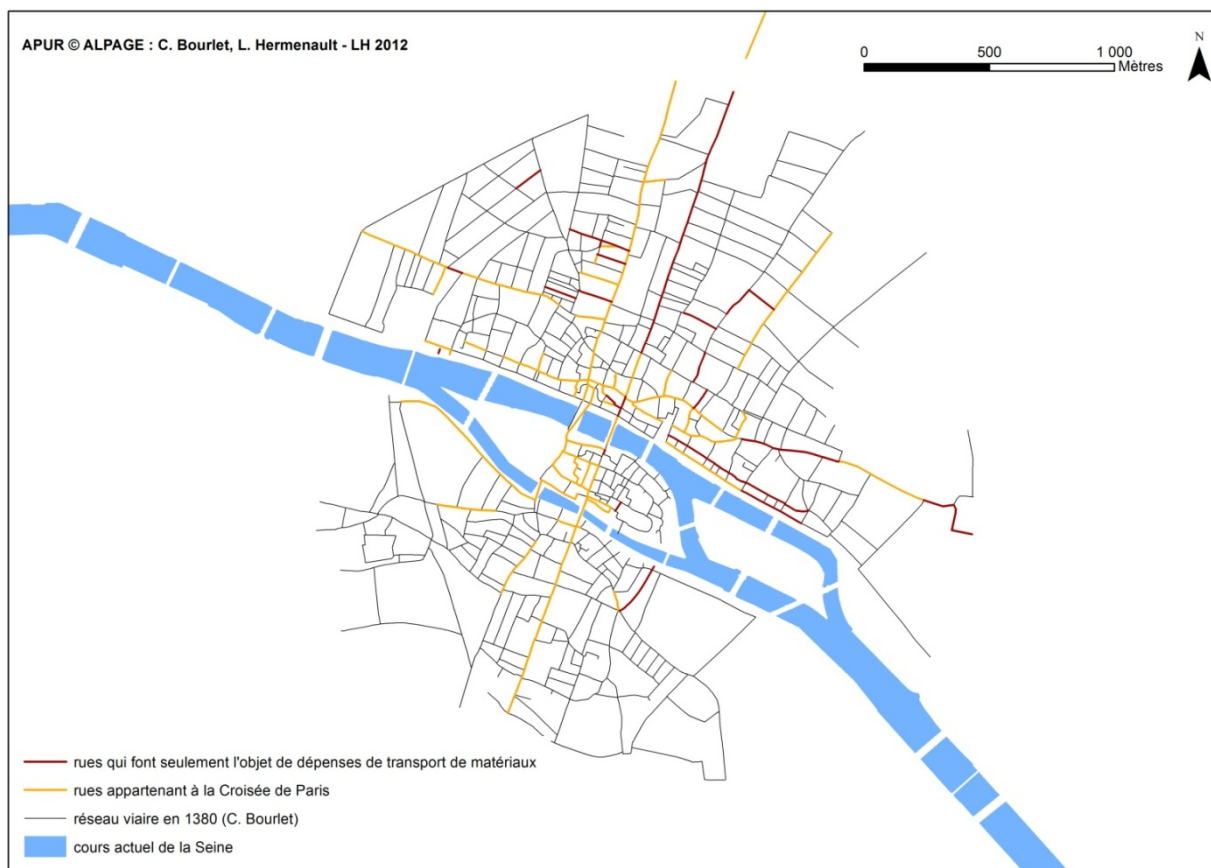 APUR © ALPAGE : C. Bourlet, L. Hermenault - LH 2012
0 500 1 000
Mètres
N
rues qui font seulement l'objet de dépenses de transport de matériaux
rues appartenant à la Croisée de Paris
réseau viaire en 1380 (C. Bourlet)
cours actuel de la Seine